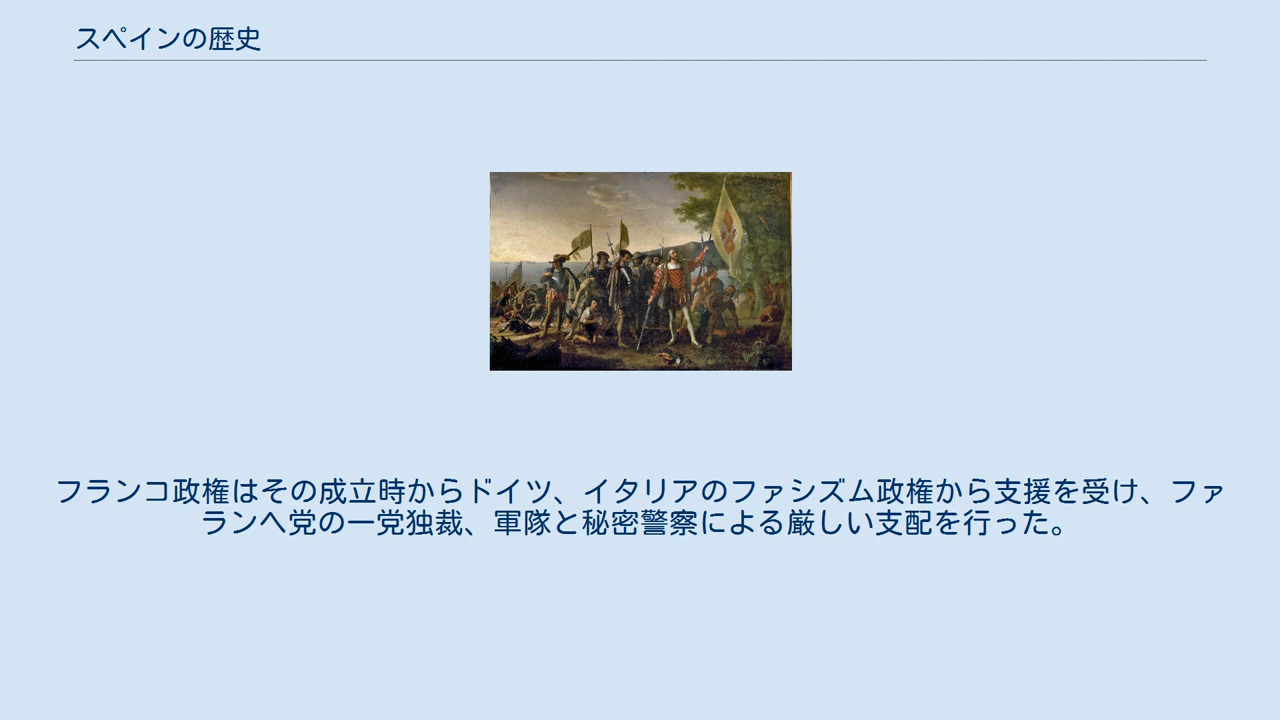 スペインの歴史
フランコ政権はその成立時からドイツ、イタリアのファシズム政権から支援を受け、ファ
ランヘ党の一党独裁、軍隊と秘密警察による厳しい支配を行った。